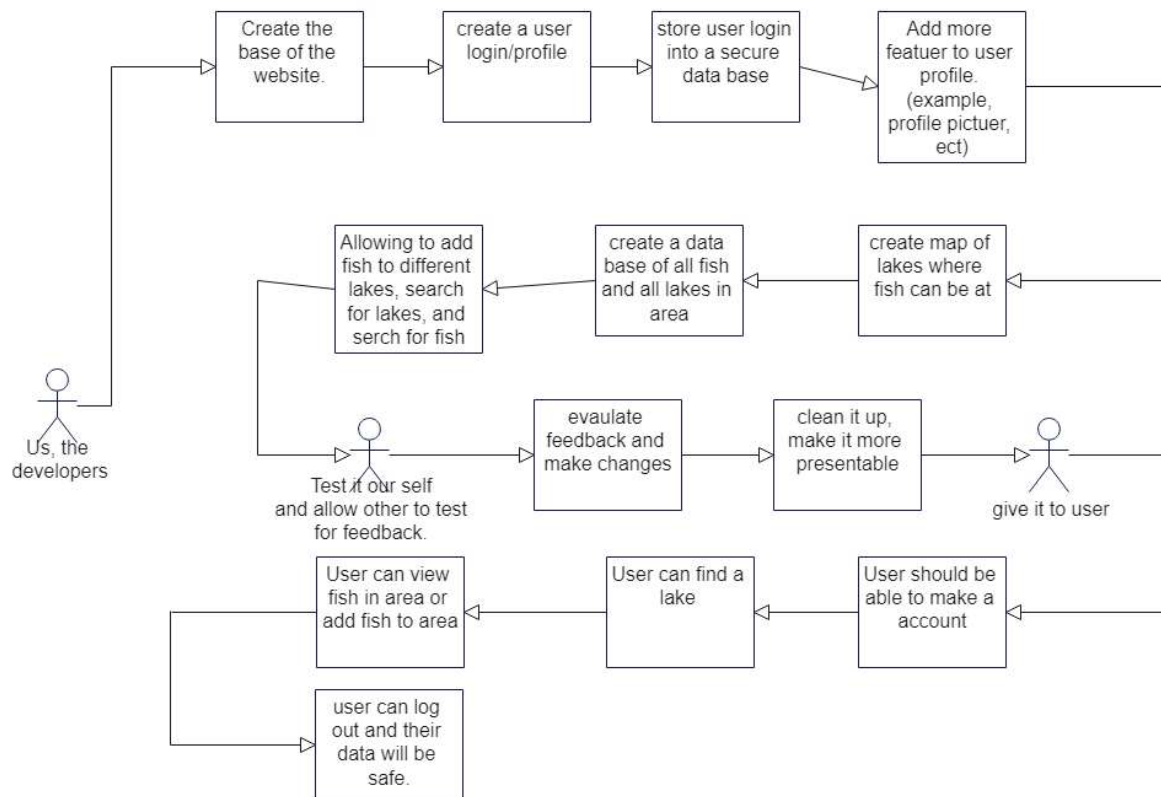 Create the
base of the
website.
create a user
login/profile
store user login
into a secure
data base
Add more
featuer to user
profile.
(example,
profile pictuer,
ect)
Allowing to add
fish to different
lakes, search
for lakes, and
serch for fish
create a data
base of all fish
and all lakes in
area
create map of
lakes where
fish can be at
Us, the
developers
Test it our self
and allow other to test
for feedback.
evaulate
feedback and
make changes
clean it up,
make it more
presentable
give it to user
User can view
fish in area or
add fish to area
User can find a
lake
User should be
able to make a
account
user can log
out and their
data will be
safe.